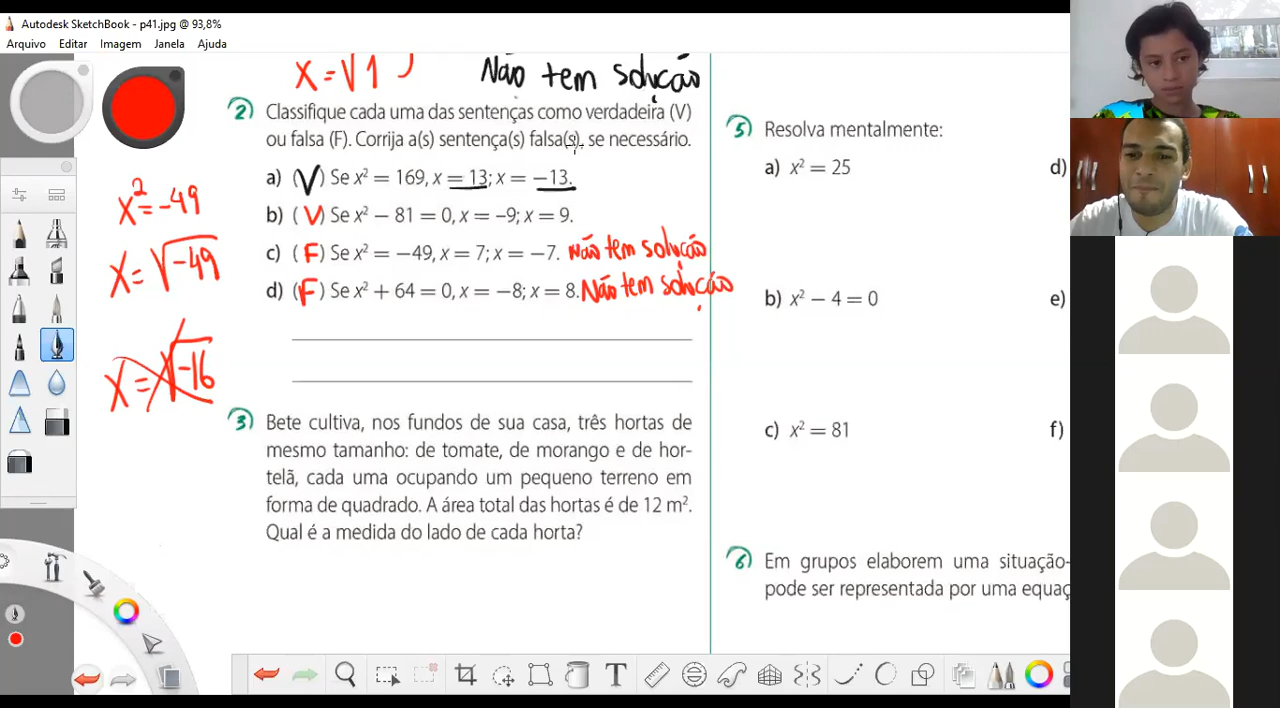 Autodesk SketchBook - p41.jpg @ 93,8%
Arquivo Editar Imagem Janela Ajuda
x = √1
Não tem solução
2 Classifique cada uma das sentenças como verdadeira (V)
ou falsa (F). Corrija a(s) sentença(s) falsa(s), se necessário.
a) (V) Se x² = 169, x = 13; x = −13.
b) (V) Se x² − 81 = 0, x = −9; x = 9.
c) (F) Se x² = −49, x = 7; x = −7. Não tem solução
d) (F) Se x² + 64 = 0, x = −8; x = 8. Não tem solução
x² = -49
x = √-49
x = √-16
3 Bete cultiva, nos fundos de sua casa, três hortas de
mesmo tamanho: de tomate, de morango e de hor-
telã, cada uma ocupando um pequeno terreno em
forma de quadrado. A área total das hortas é de 12 m².
Qual é a medida do lado de cada horta?
5 Resolva mentalmente:
a) x² = 25
d)
b) x² − 4 = 0
e)
c) x² = 81
f)
6 Em grupos elaborem uma situação-
pode ser representada por uma equaç
T